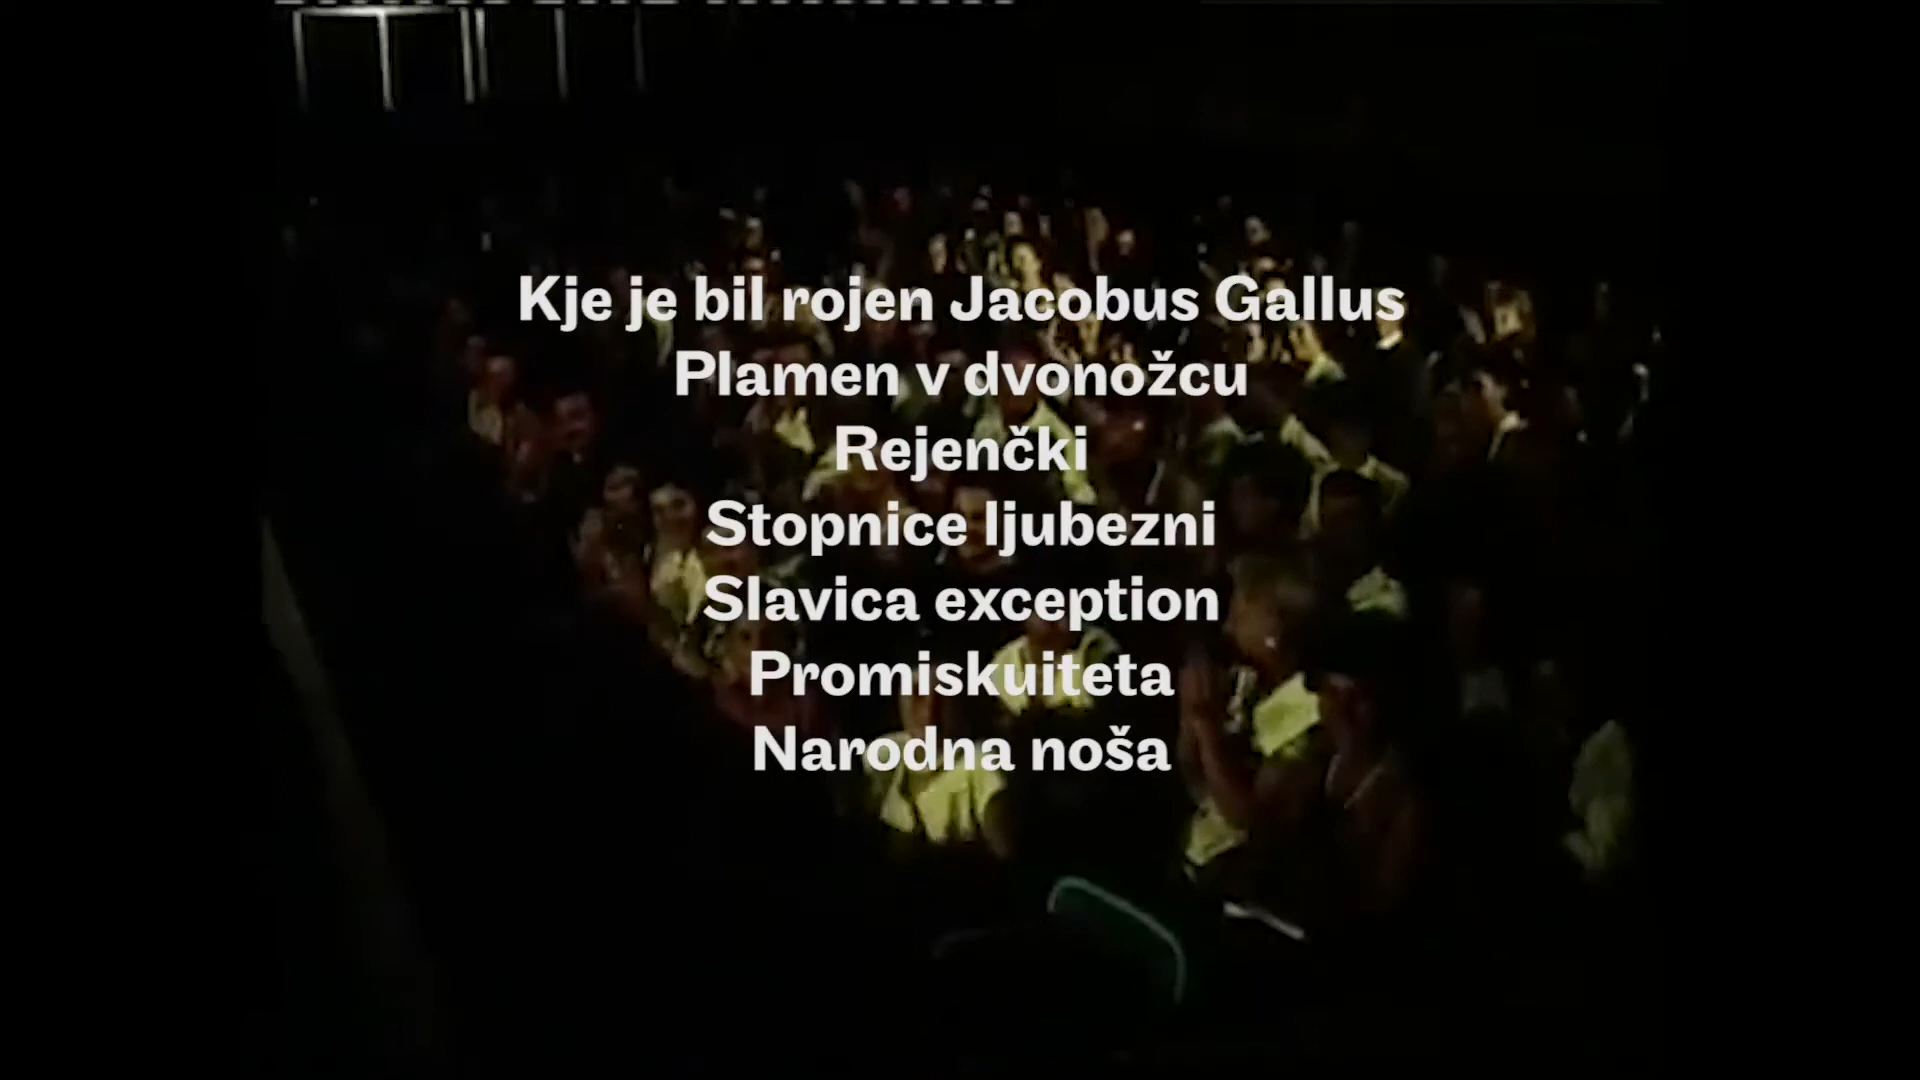 Kje je bil rojen Jacobus Gallus
Plamen v dvonožcu
Rejenčki
Stopnice ljubezni
Slavica exception
Promiskuiteta
Narodna noša